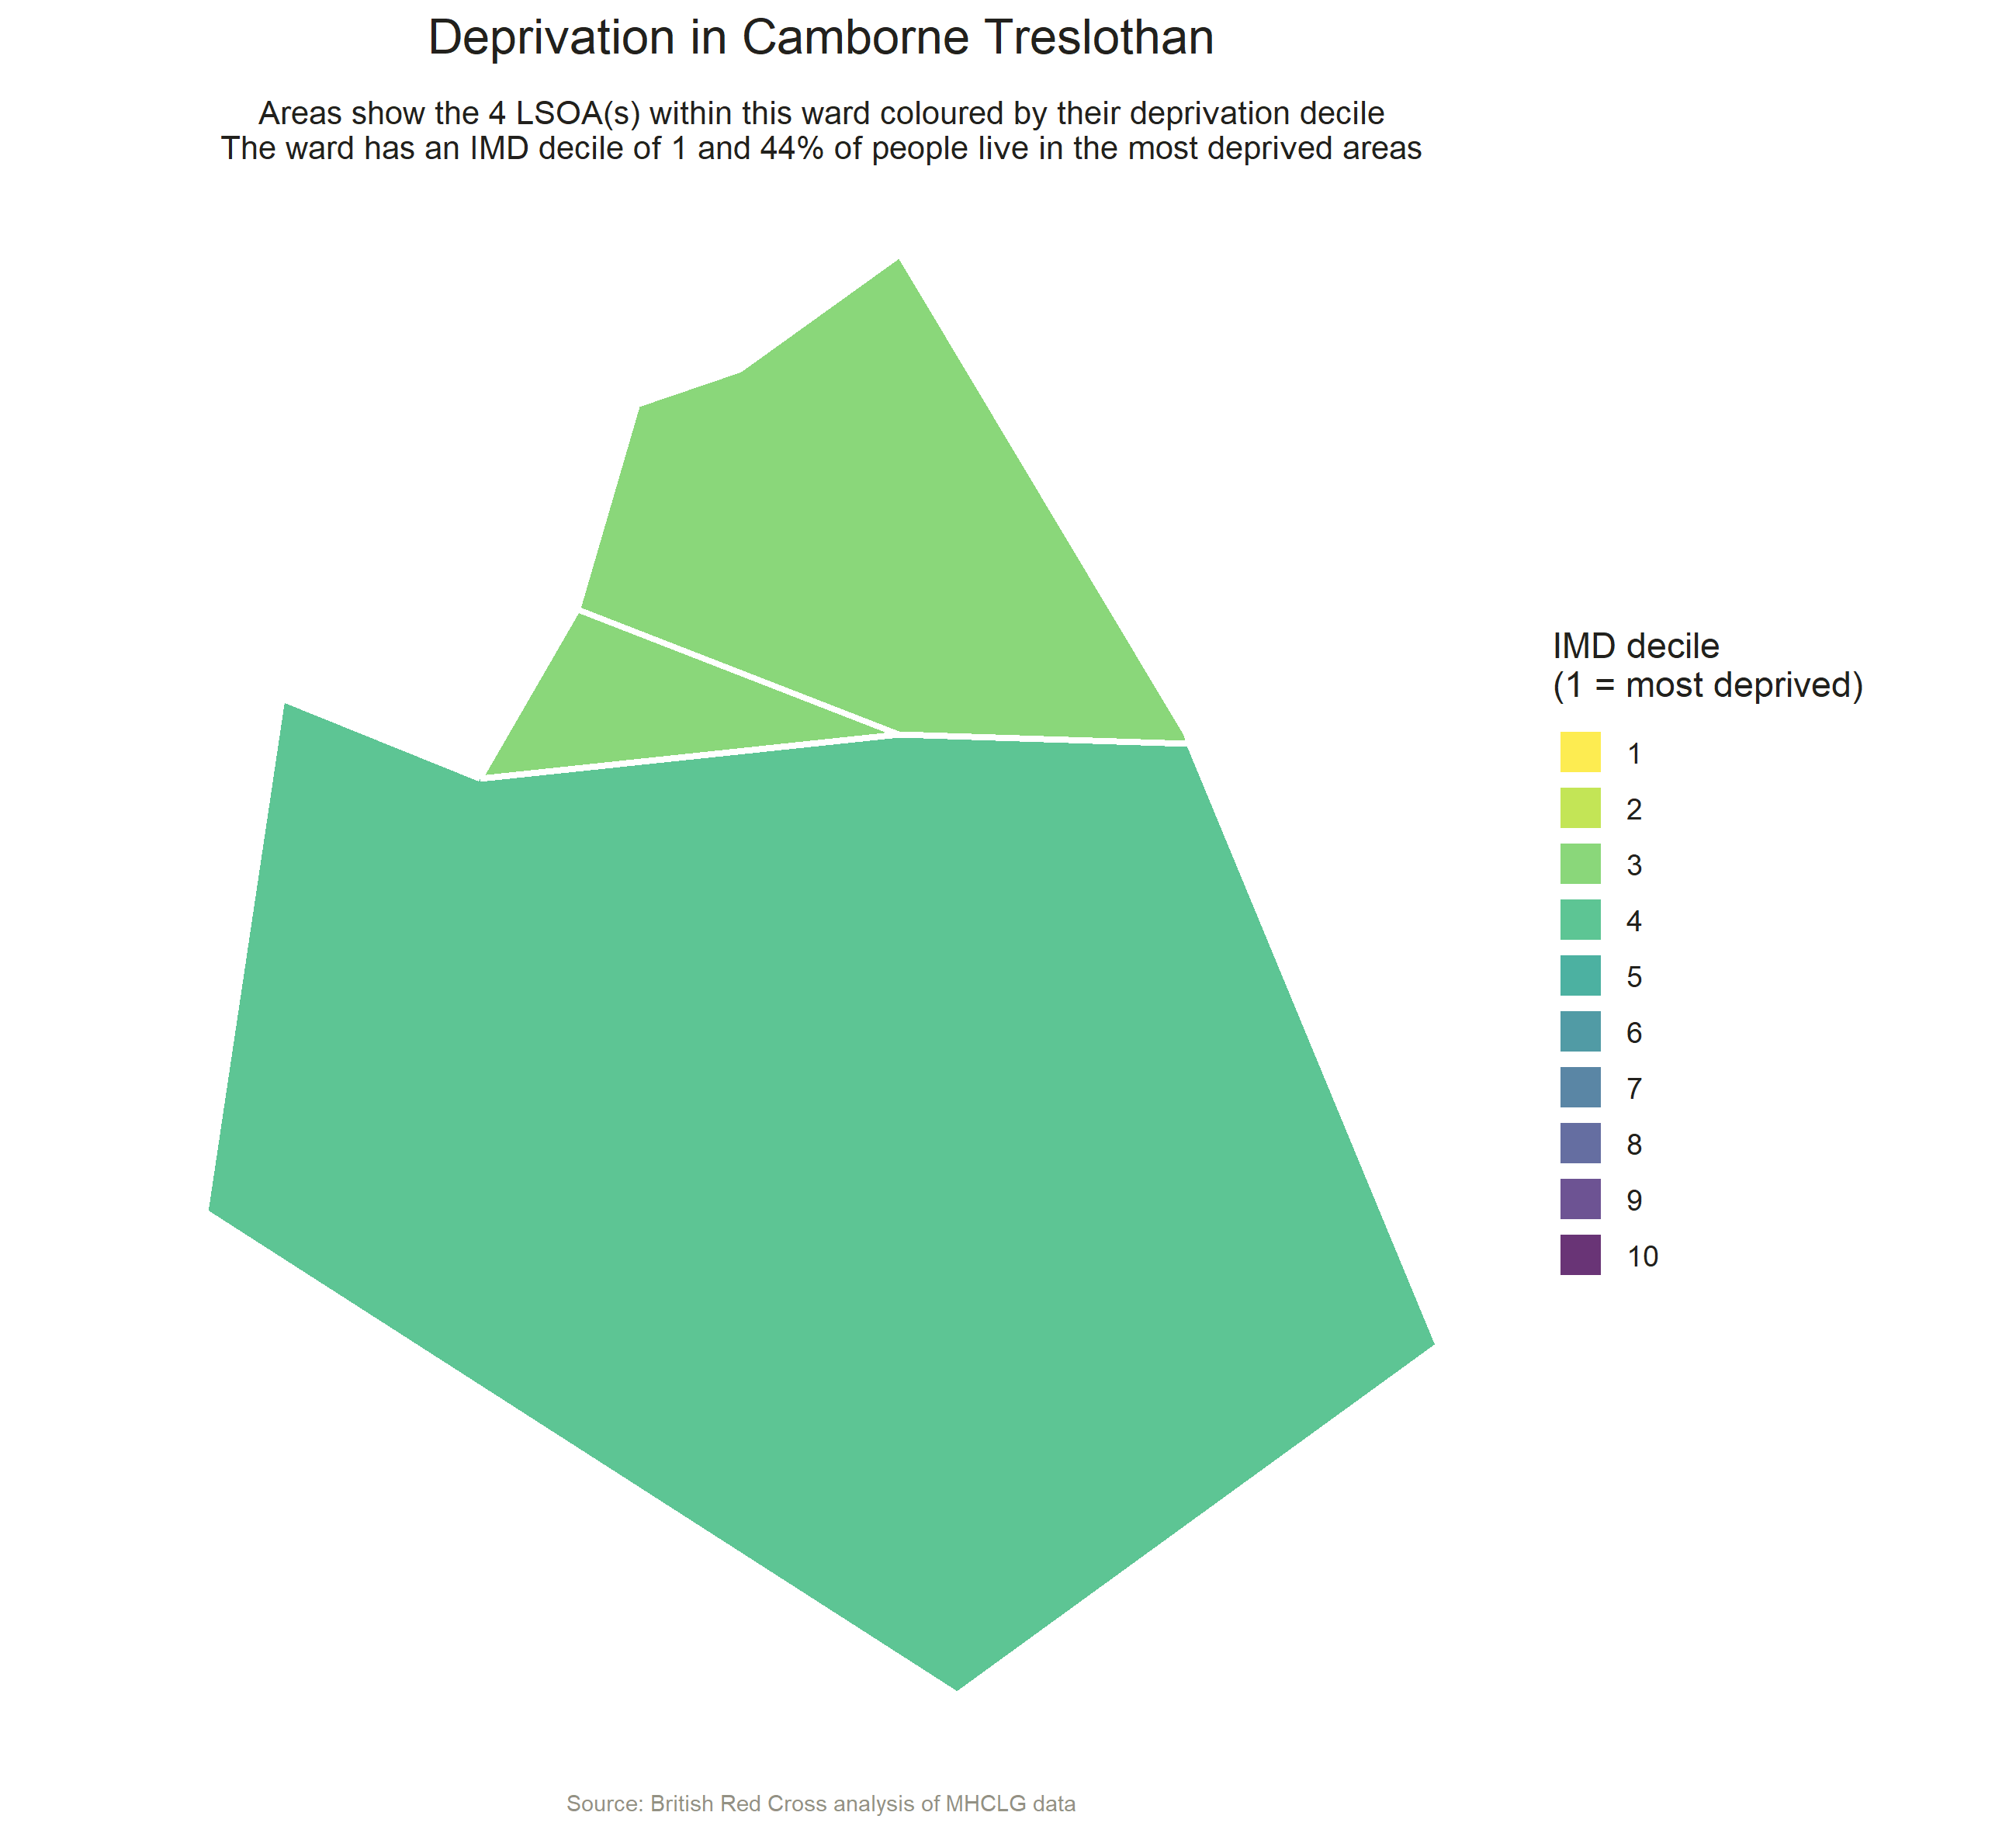 Deprivation in Camborne Treslothan
Areas show the 4 LSOA(s) within this ward coloured by their deprivation decile
The ward has an IMD decile of 1 and 44% of people live in the most deprived areas
IMD decile
(1 = most deprived)
1
2
3
4
5
6
7
8
9
10
Source: British Red Cross analysis of MHCLG data